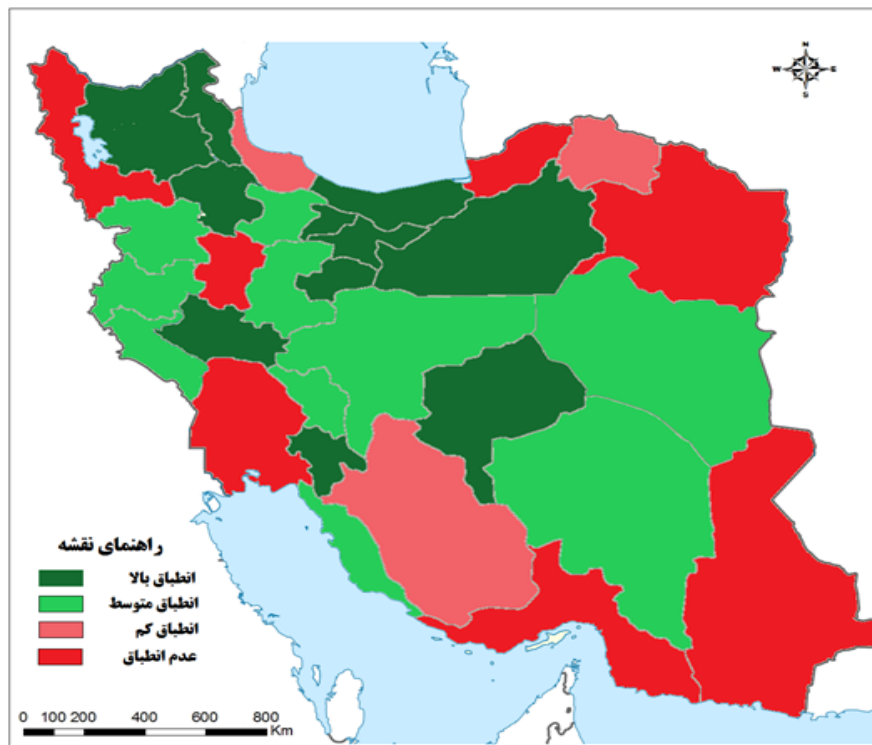 N
W E
S
راهنمای نقشه
انطباق بالا
انطباق متوسط
انطباق کم
عدم انطباق
0 100 200 400 600 800
Km